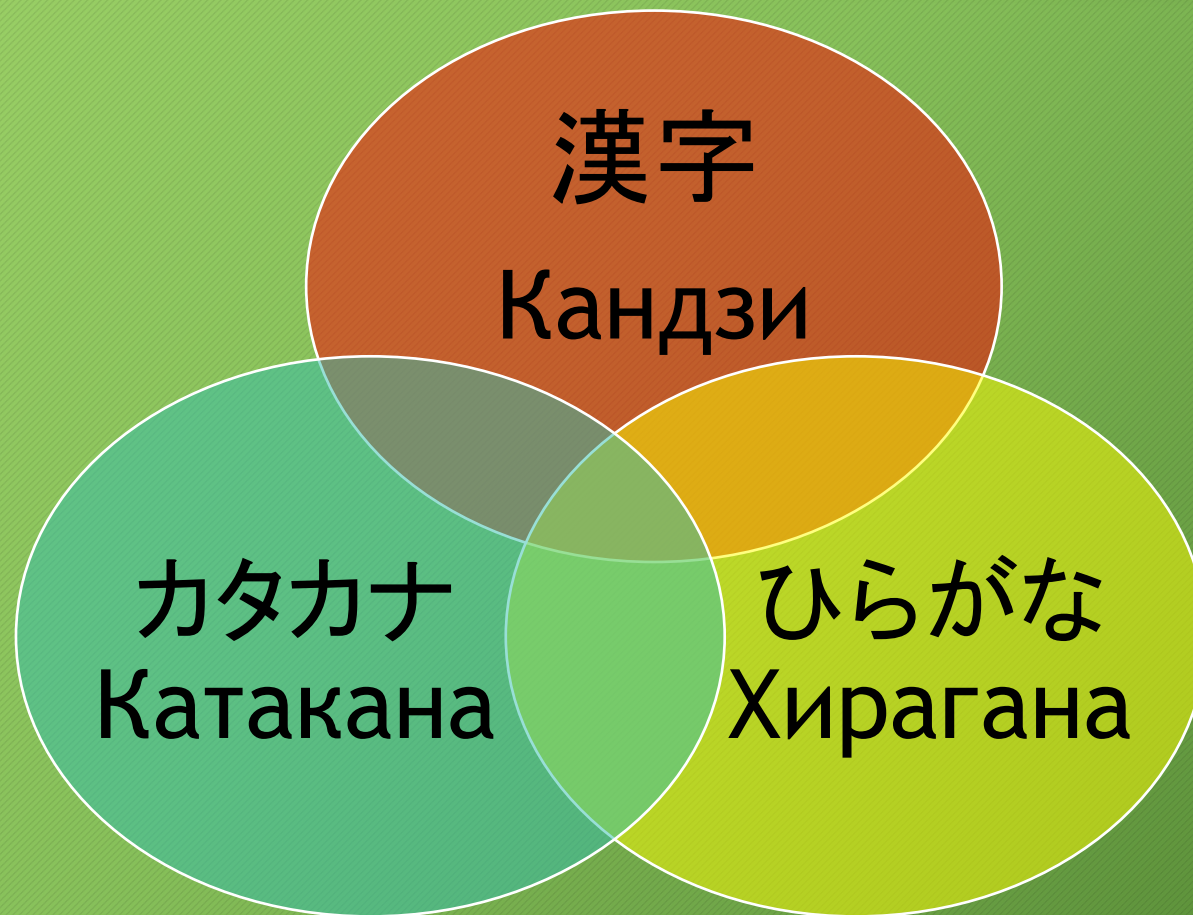 漢字
Кандзи
カタカナ
Катакана
ひらがな
Хирагана